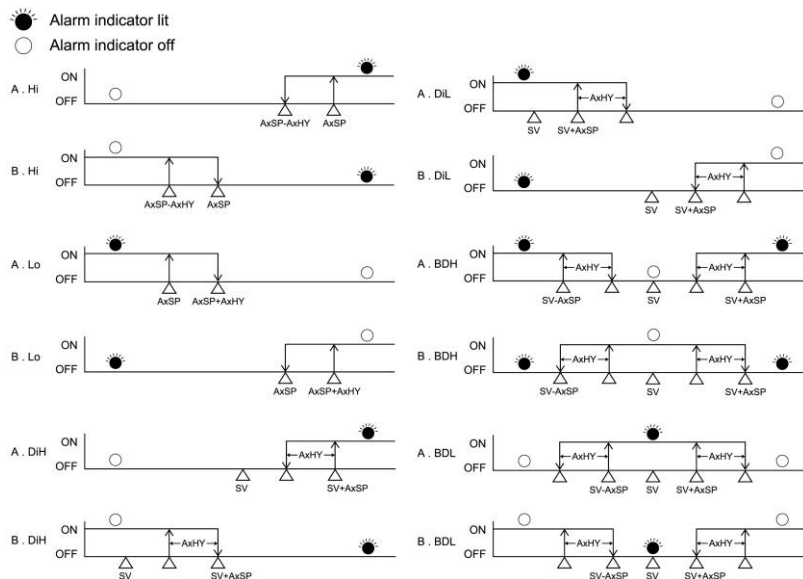 Alarm indicator lit
Alarm indicator off
A . Hi
ON
OFF
AxSP-AxHY
AxSP
B . Hi
ON
OFF
AxSP-AxHY
AxSP
A . Lo
ON
OFF
AxSP
AxSP+AxHY
B . Lo
ON
OFF
AxSP
AxSP+AxHY
A . DiH
ON
OFF
AxHY
SV
SV+AxSP
B . DiH
ON
OFF
AxHY
SV
SV+AxSP
A . DiL
ON
OFF
AxHY
SV
SV+AxSP
B . DiL
ON
OFF
AxHY
SV
SV+AxSP
A . BDH
ON
OFF
AxHY
AxHY
SV-AxSP
SV
SV+AxSP
B . BDH
ON
OFF
AxHY
AxHY
SV-AxSP
SV
SV+AxSP
A . BDL
ON
OFF
AxHY
AxHY
SV-AxSP
SV
SV+AxSP
B . BDL
ON
OFF
AxHY
AxHY
SV-AxSP
SV
SV+AxSP